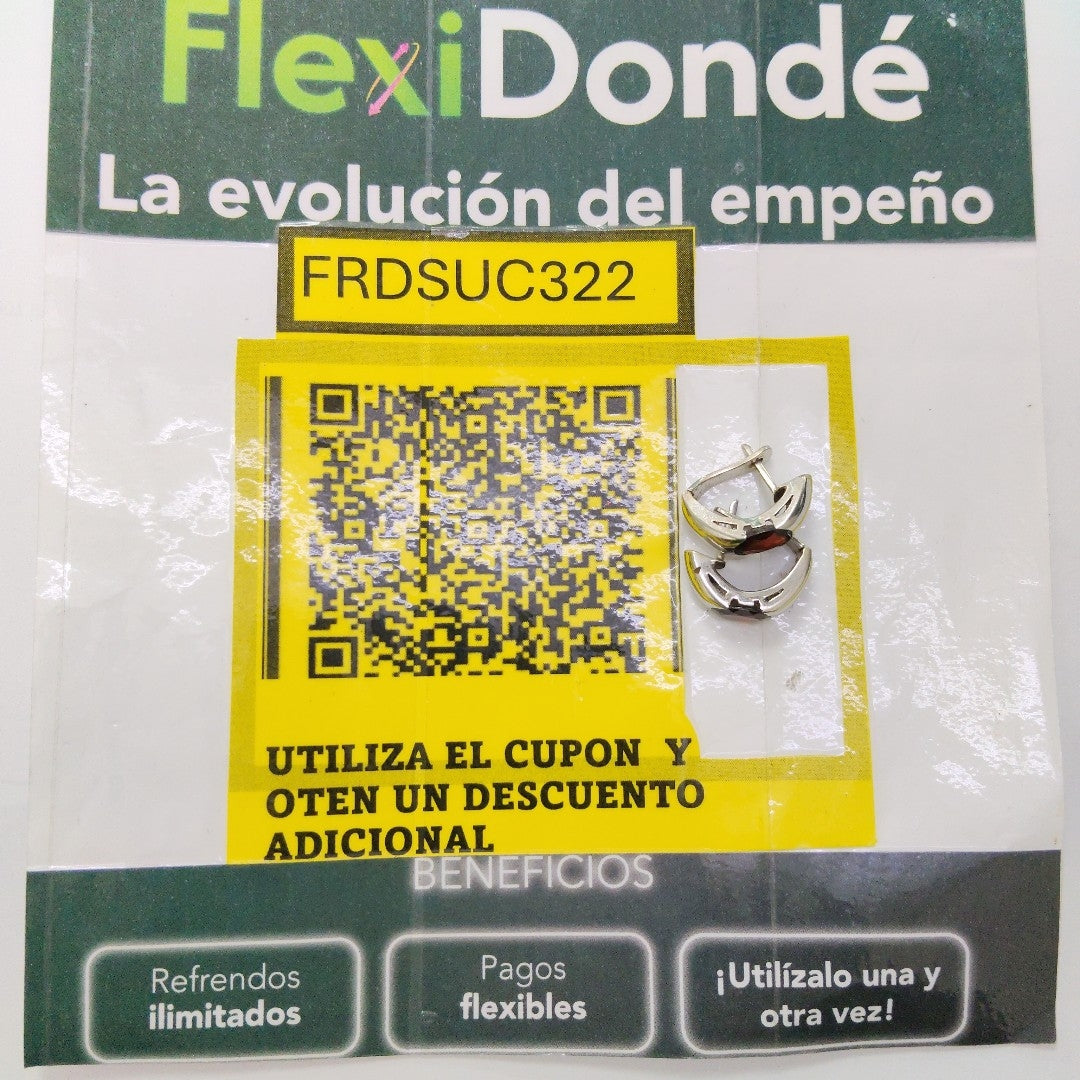 FlexiDondé
La evolución del empeño
FRDSUC322
UTILIZA EL CUPON Y
OTEN UN DESCUENTO
ADICIONAL
BENEFICIOS
Refrendos
ilimitados
Pagos
flexibles
¡Utilízalo una y
otra vez!